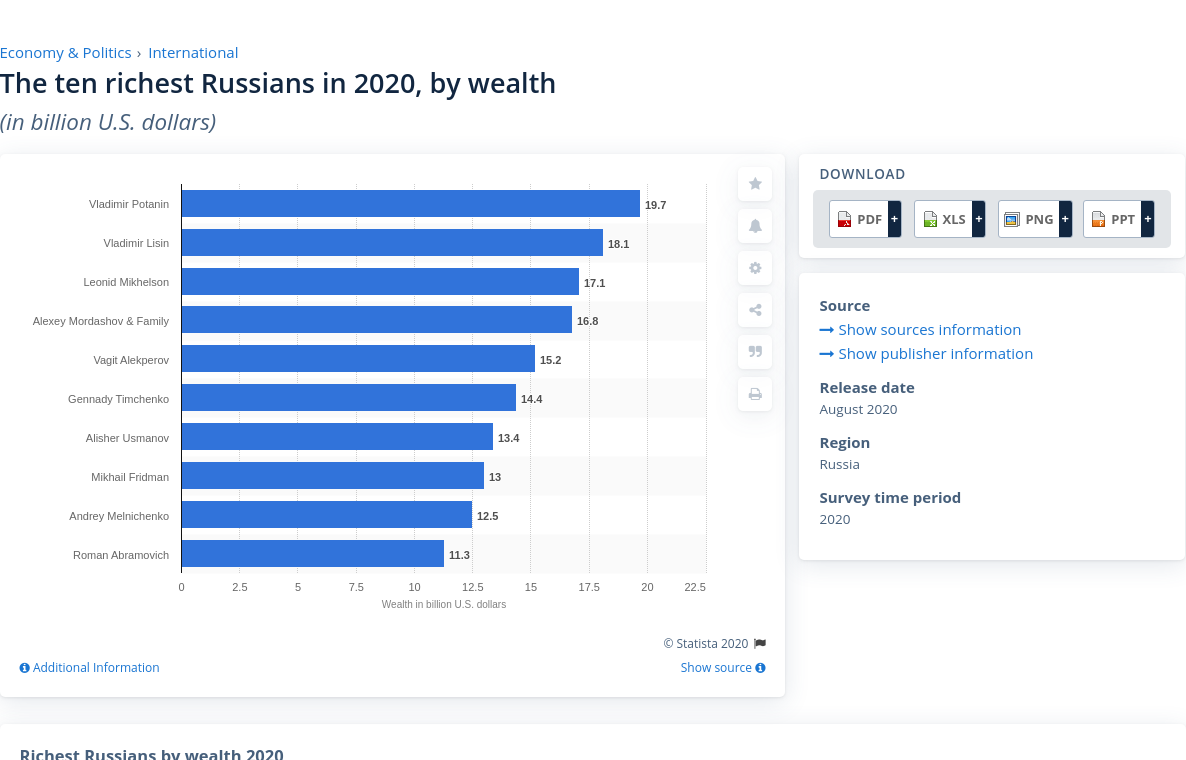 Economy & Politics › International
The ten richest Russians in 2020, by wealth
(in billion U.S. dollars)
Vladimir Potanin 19.7
Vladimir Lisin 18.1
Leonid Mikhelson 17.1
Alexey Mordashov & Family 16.8
Vagit Alekperov 15.2
Gennady Timchenko 14.4
Alisher Usmanov 13.4
Mikhail Fridman 13
Andrey Melnichenko 12.5
Roman Abramovich 11.3
0 2.5 5 7.5 10 12.5 15 17.5 20 22.5
Wealth in billion U.S. dollars
© Statista 2020
Additional Information
Show source
DOWNLOAD
PDF + XLS + PNG + PPT +
Source
Show sources information
Show publisher information
Release date
August 2020
Region
Russia
Survey time period
2020
Richest Russians by wealth 2020